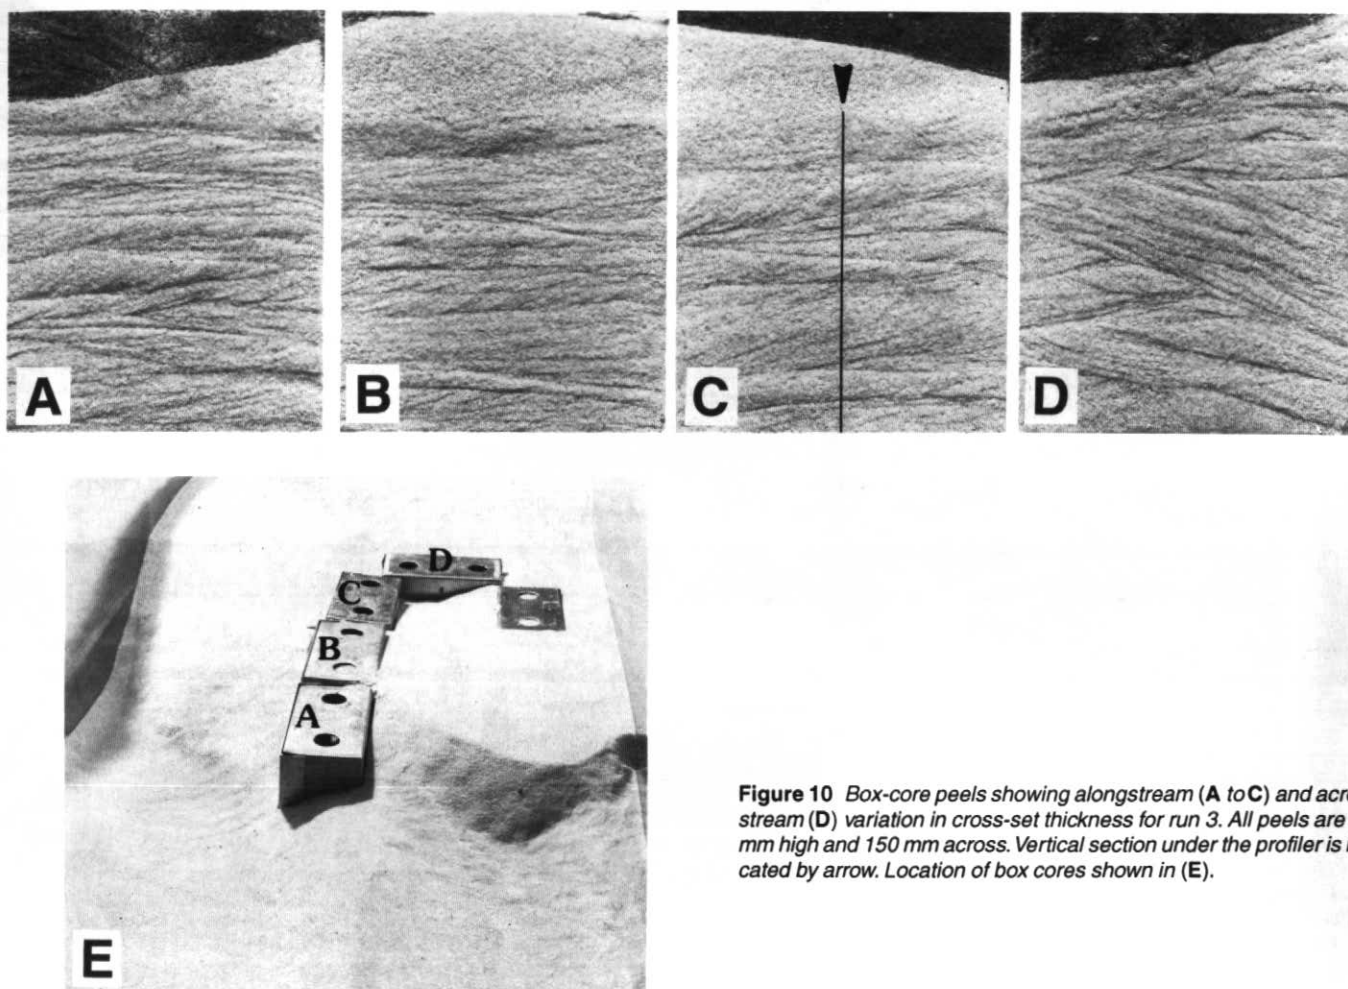 A
B
C
D
D
C
B
A
E
Figure 10 Box-core peels showing alongstream (A to C) and
stream (D) variation in cross-set thickness for run 3. All peels are
mm high and 150 mm across. Vertical section under the profiler is
cated by arrow. Location of box cores shown in (E).